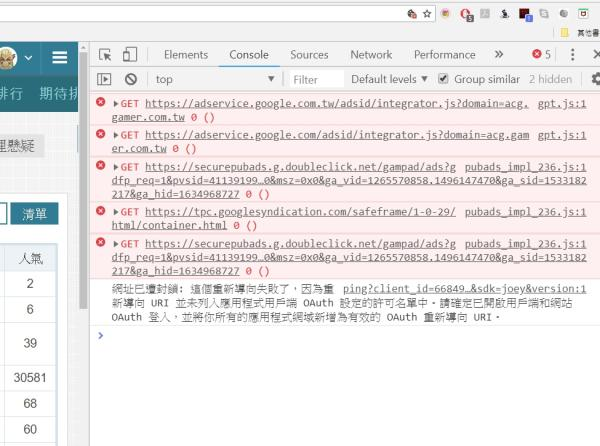 5
1
其他書
Elements Console Sources Network Performance » 5
top Filter Default levels Group similar 2 hidden
GET https://adservice.google.com.tw/adsid/integrator.js?domain=acg. gpt.js:1
gamer.com.tw 0 ()
GET https://adservice.google.com/adsid/integrator.js?domain=acg.gam gpt.js:1
er.com.tw 0 ()
GET https://securepubads.g.doubleclick.net/gampad/ads?g pubads_impl_236.js:1
dfp_req=1&pvsid=41139199…0&msz=0x0&ga_vid=1265570858.1496147470&ga_sid=1533182
217&ga_hid=1634968727 0 ()
GET https://tpc.googlesyndication.com/safeframe/1-0-29/ pubads_impl_236.js:1
html/container.html 0 ()
GET https://securepubads.g.doubleclick.net/gampad/ads?g pubads_impl_236.js:1
dfp_req=1&pvsid=41139199…0&msz=0x0&ga_vid=1265570858.1496147470&ga_sid=1533182
217&ga_hid=1634968727 0 ()
網址已遭封鎖: 這個重新導向失敗了，因為重 ping?client_id=66849…&sdk=joey&version:1
新導向 URI 並未列入應用程式用戶端 OAuth 設定的許可名單中。請確定已開啟用戶端和網站
OAuth 登入，並將你所有的應用程式網域新增為有效的 OAuth 重新導向 URI。
排行 期待排
理懸疑
清單
人氣
2
6
39
30581
68
60